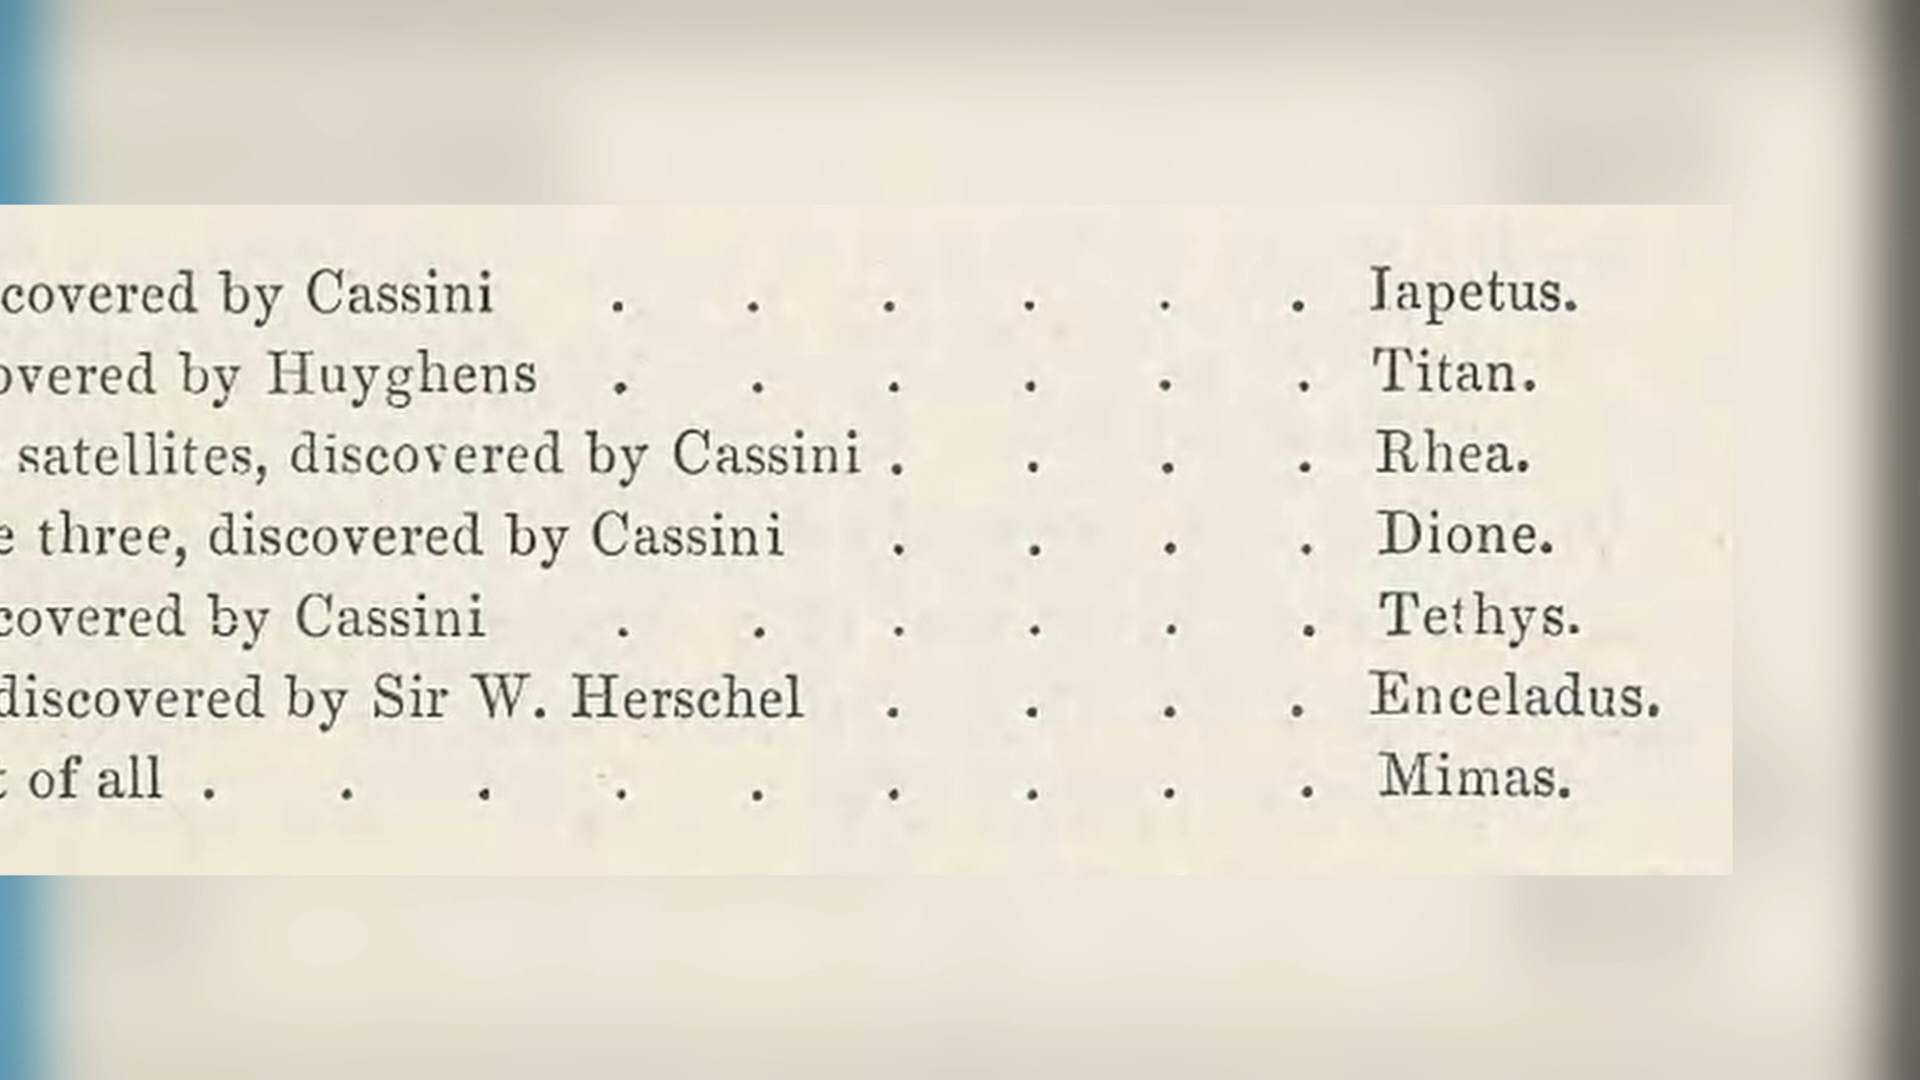 covered by Cassini . . . . . . Iapetus.
overed by Huyghens . . . . . . Titan.
satellites, discovered by Cassini . . . . Rhea.
e three, discovered by Cassini . . . . Dione.
covered by Cassini . . . . . . Tethys.
discovered by Sir W. Herschel . . . . Enceladus.
of all . . . . . . . . . Mimas.